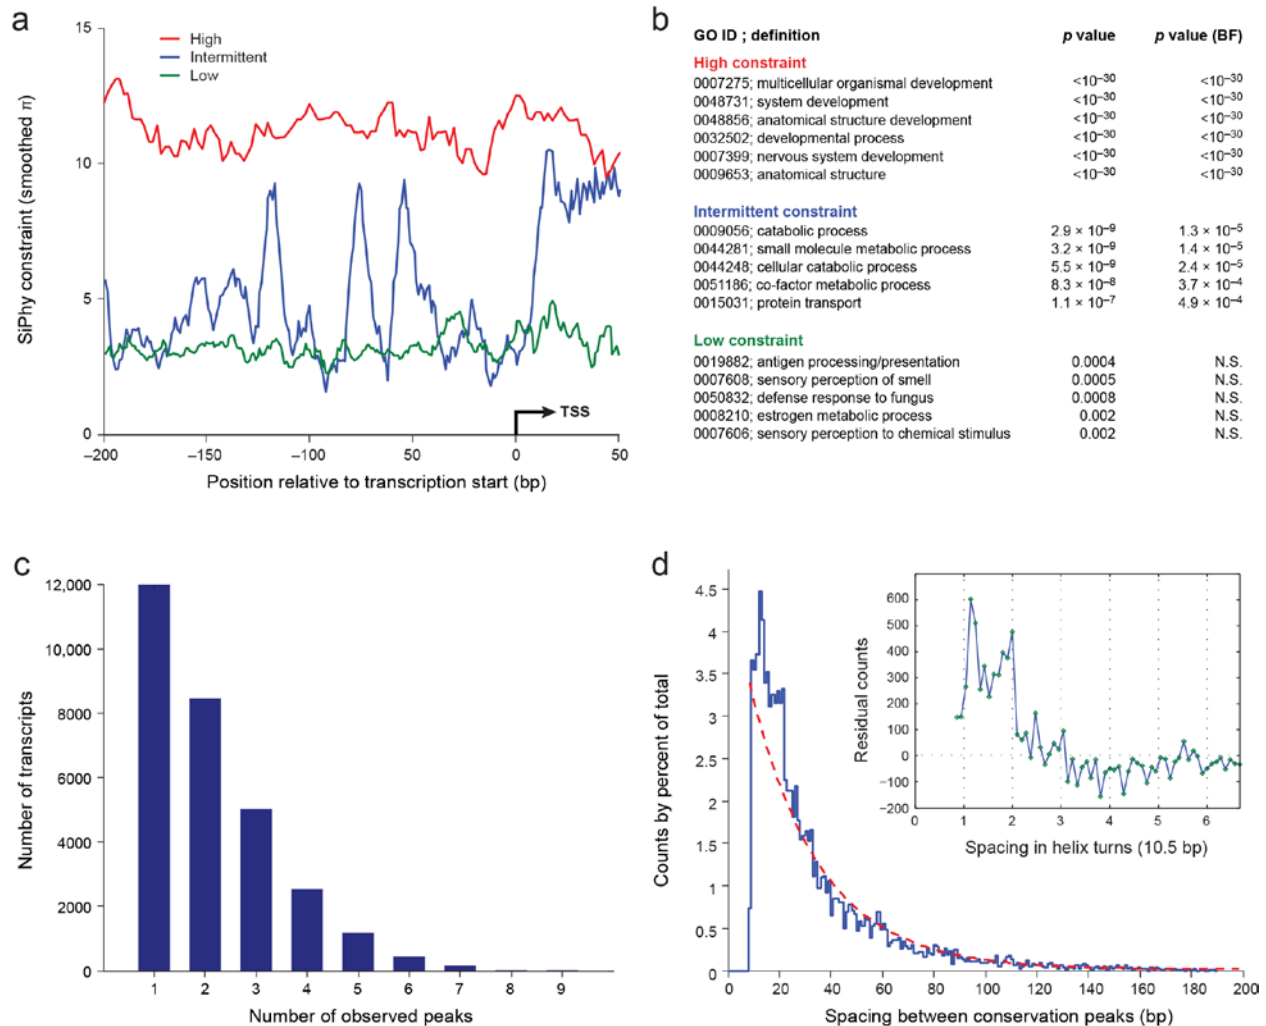 a
15
10
5
0
SiPhy constraint (smoothed π)
High
Intermittent
Low
TSS
−200
−150
−100
−50
0
50
Position relative to transcription start (bp)
b
GO ID ; definition p value p value (BF)
High constraint
0007275; multicellular organismal development <10−30 <10−30
0048731; system development <10−30 <10−30
0048856; anatomical structure development <10−30 <10−30
0032502; developmental process <10−30 <10−30
0007399; nervous system development <10−30 <10−30
0009653; anatomical structure <10−30 <10−30
Intermittent constraint
0009056; catabolic process 2.9 × 10−9 1.3 × 10−5
0044281; small molecule metabolic process 3.2 × 10−9 1.4 × 10−5
0044248; cellular catabolic process 5.5 × 10−9 2.4 × 10−5
0051186; co-factor metabolic process 8.3 × 10−8 3.7 × 10−4
0015031; protein transport 1.1 × 10−7 4.9 × 10−4
Low constraint
0019882; antigen processing/presentation 0.0004 N.S.
0007608; sensory perception of smell 0.0005 N.S.
0050832; defense response to fungus 0.0008 N.S.
0008210; estrogen metabolic process 0.002 N.S.
0007606; sensory perception to chemical stimulus 0.002 N.S.
c
12,000
10,000
8000
6000
4000
2000
0
Number of transcripts
1 2 3 4 5 6 7 8 9
Number of observed peaks
d
4.5
4
3.5
3
2.5
2
1.5
1
0.5
0
Counts by percent of total
0 20 40 60 80 100 120 140 160 180 200
Spacing between conservation peaks (bp)
600
500
400
300
200
100
0
−100
−200
Residual counts
0 1 2 3 4 5 6
Spacing in helix turns (10.5 bp)